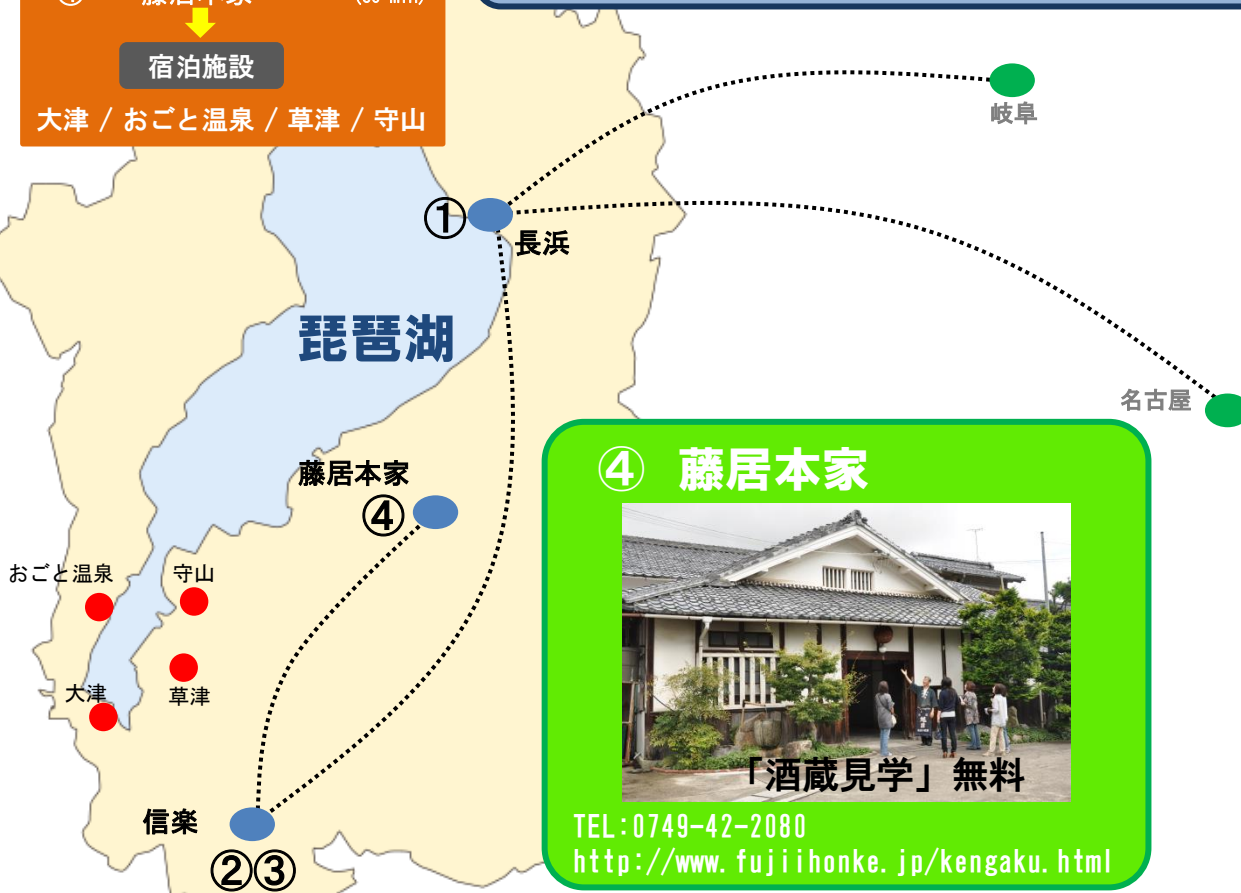 宿泊施設
大津 / おごと温泉 / 草津 / 守山
岐阜
①
長浜
琵琶湖
名古屋
藤居本家
④
④ 藤居本家
「酒蔵見学」無料
TEL:0749-42-2080
http://www.fujiihonke.jp/kengaku.html
おごと温泉
守山
大津
草津
信楽
②③